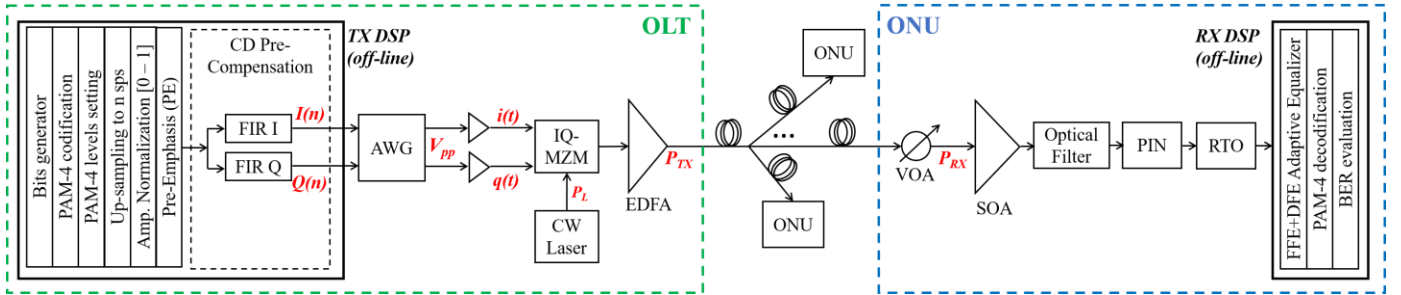 OLT
TX DSP
(off-line)
Bits generator
PAM-4 codification
PAM-4 levels setting
Up-sampling to n sps
Amp. Normalization [0 – 1]
Pre-Emphasis (PE)
CD Pre-
Compensation
FIR I
FIR Q
I(n)
Q(n)
AWG
Vpp
i(t)
q(t)
IQ-
MZM
PL
CW
Laser
EDFA
PTX
ONU
...
ONU
ONU
VOA
PRX
SOA
Optical
Filter
PIN
RTO
RX DSP
(off-line)
FFE+DFE Adaptive Equalizer
PAM-4 decodification
BER evaluation